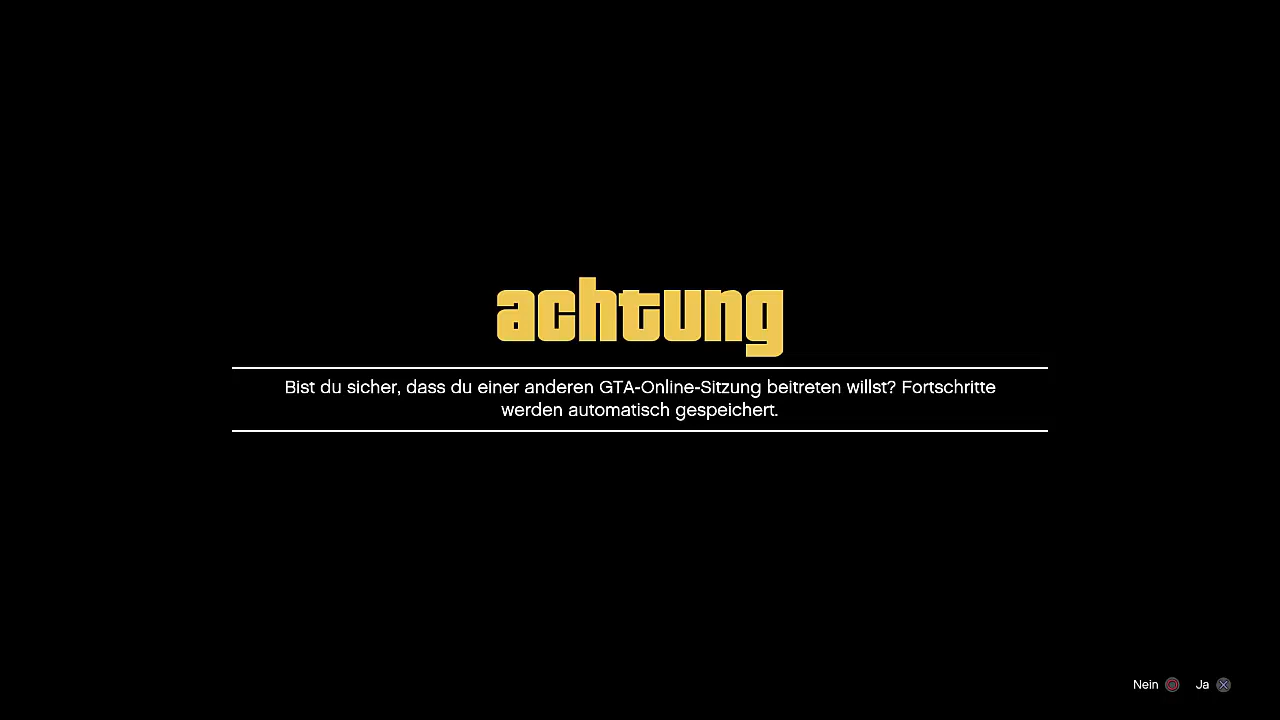 achtung
Bist du sicher, dass du einer anderen GTA-Online-Sitzung beitreten willst? Fortschritte
werden automatisch gespeichert.
Nein Ja